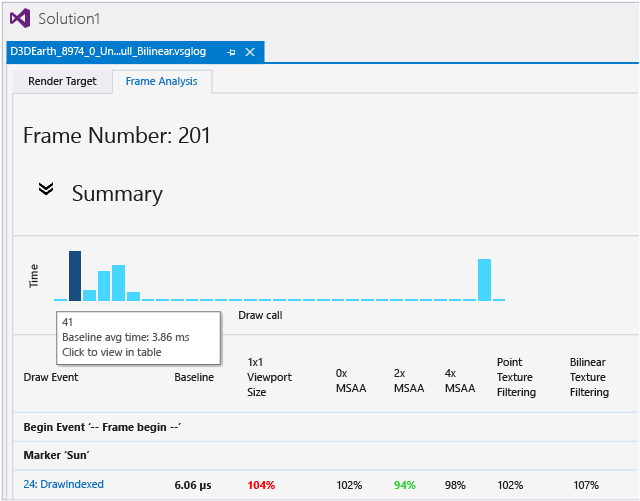 Solution1
D3DEarth_8974_0_Un...ull_Bilinear.vsglog
Render Target
Frame Analysis
Frame Number: 201
Summary
Time
Draw call
41
Baseline avg time: 3.86 ms
Click to view in table
Draw Event
Baseline
1x1
Viewport
Size
0x
MSAA
2x
MSAA
4x
MSAA
Point
Texture
Filtering
Bilinear
Texture
Filtering
Begin Event '-- Frame begin --'
Marker 'Sun'
24: DrawIndexed 6.06 µs 104% 102% 94% 98% 102% 107%